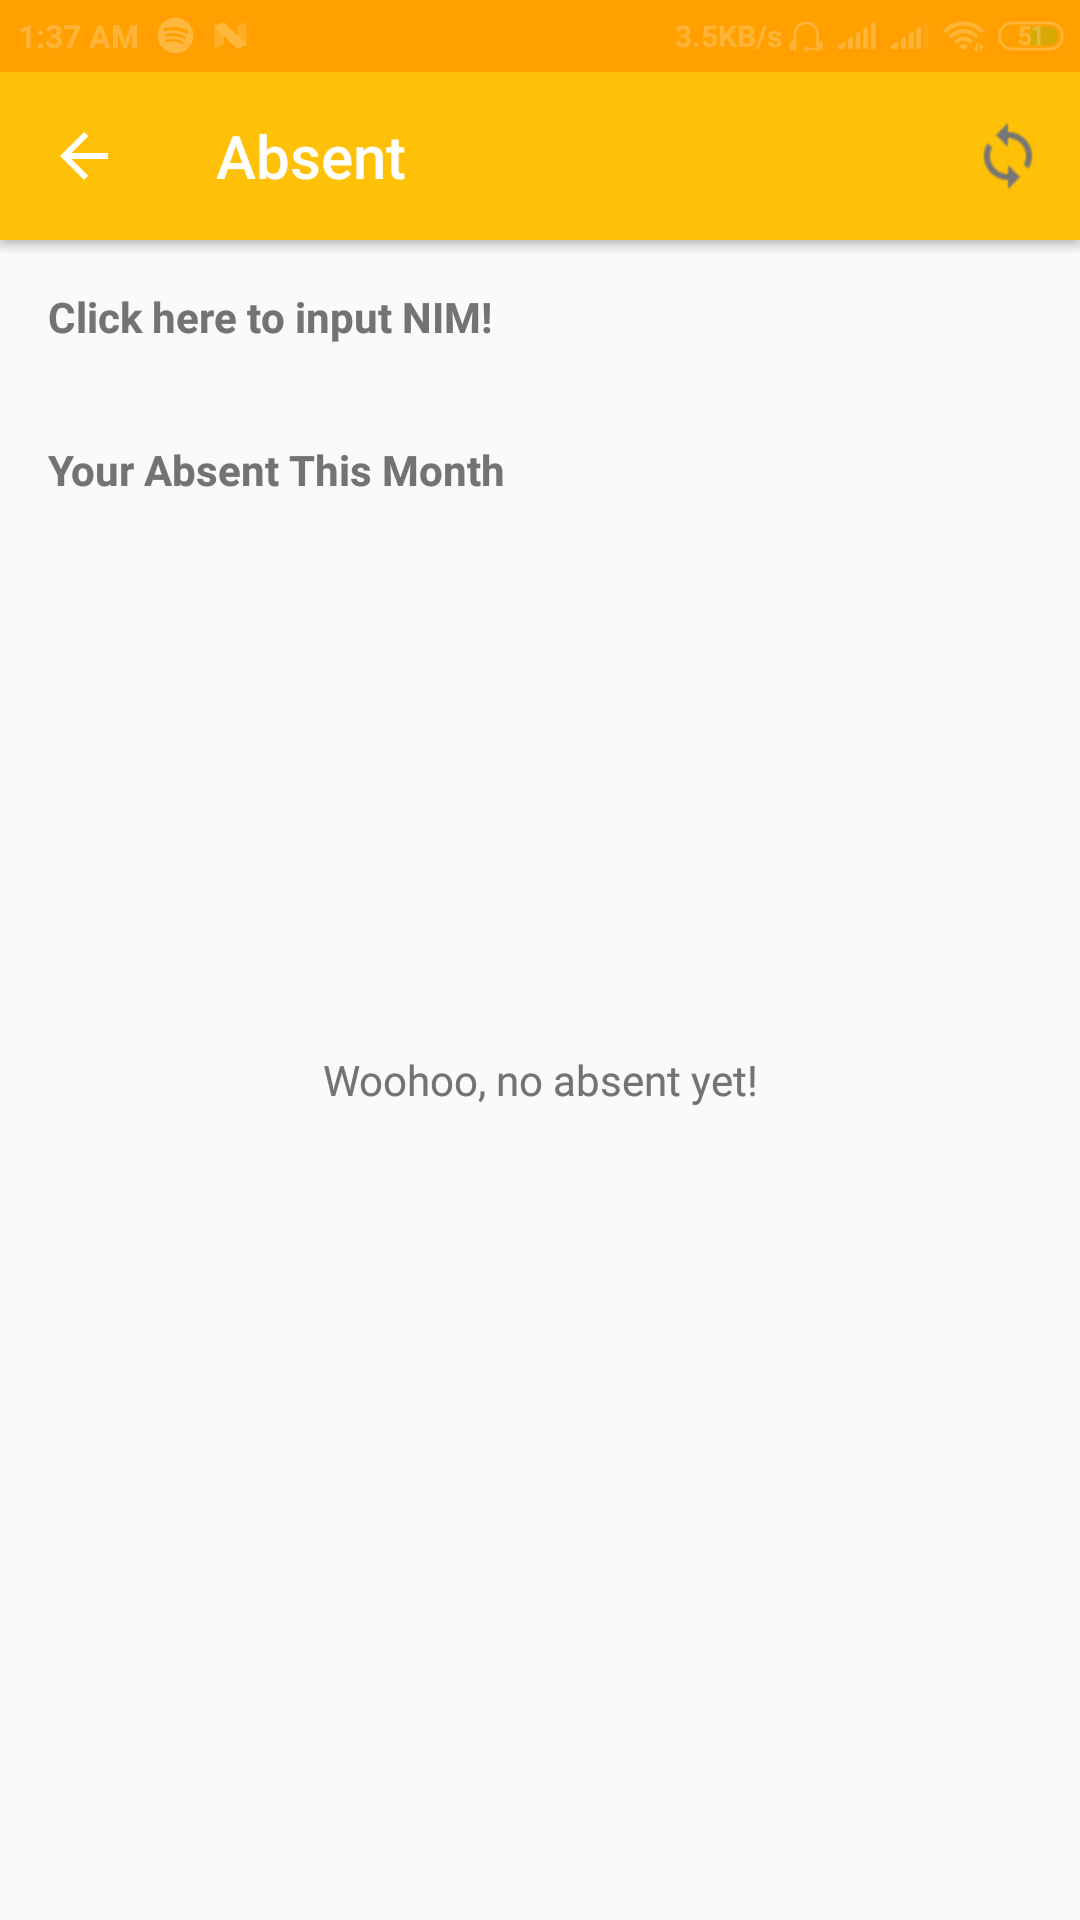 1:37 AM 3.5KB/s 51
Absent
Click here to input NIM!
Your Absent This Month
Woohoo, no absent yet!